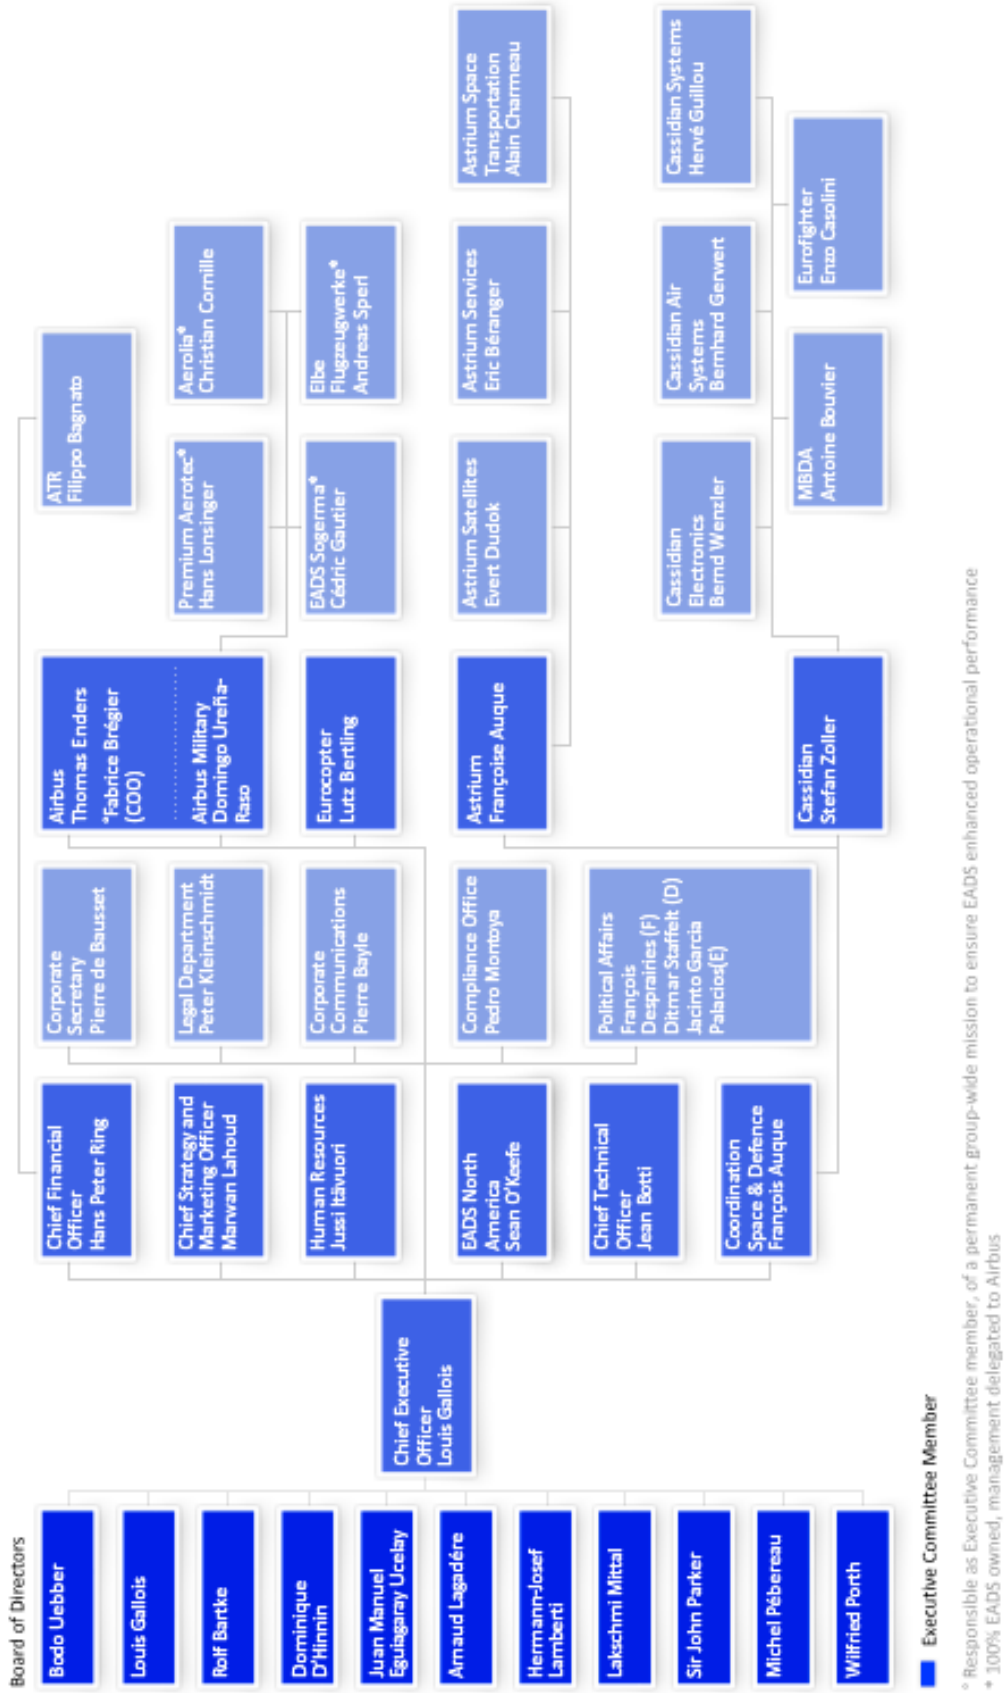 Board of Directors
Bodo Uebber
Louis Gallois
Rolf Bartke
Dominique
D'Hinnin
Juan Manuel
Eguiagaray Ucelay
Arnaud Lagadére
Hermann-Josef
Lamberti
Lakschmi Mittal
Sir John Parker
Michel Pébereau
Wilfried Porth
Chief Executive
Officer
Louis Gallois
Chief Financial
Officer
Hans Peter Ring
Chief Strategy and
Marketing Officer
Marwan Lahoud
Human Resources
Jussi Itävuori
EADS North
America
Sean O'Keefe
Chief Technical
Officer
Jean Botti
Coordination
Space & Defence
François Auque
Corporate
Secretary
Pierre de Bausset
Legal Department
Peter Kleinschmidt
Corporate
Communications
Pierre Bayle
Compliance Office
Pedro Montoya
Political Affairs
François
Desprairies (F)
Ditmar Staffelt (D)
Jacinto Garcia
Palacios(E)
Airbus
Thomas Enders
°Fabrice Brégier
(COO)
Airbus Military
Domingo Ureña-
Raso
Eurocopter
Lutz Bertling
Astrium
Françoise Auque
Cassidian
Stefan Zoller
ATR
Filippo Bagnato
Premium Aerotec*
Hans Lonsinger
Aerolia*
Christian Cornille
EADS Sogerma*
Cédric Gautier
Elbe
Flugzeugwerke*
Andreas Sperl
Astrium Satellites
Evert Dudok
Astrium Services
Eric Béranger
Astrium Space
Transportation
Alain Charmeau
Cassidian
Electronics
Bernd Wenzler
Cassidian Air
Systems
Bernhard Gerwert
Cassidian Systems
Hervé Guillou
MBDA
Antoine Bouvier
Eurofighter
Enzo Casolini
Executive Committee Member
° Responsible as Executive Committee member, of a permanent group-wide mission to ensure EADS enhanced operational performance
* 100% EADS owned, management delegated to Airbus